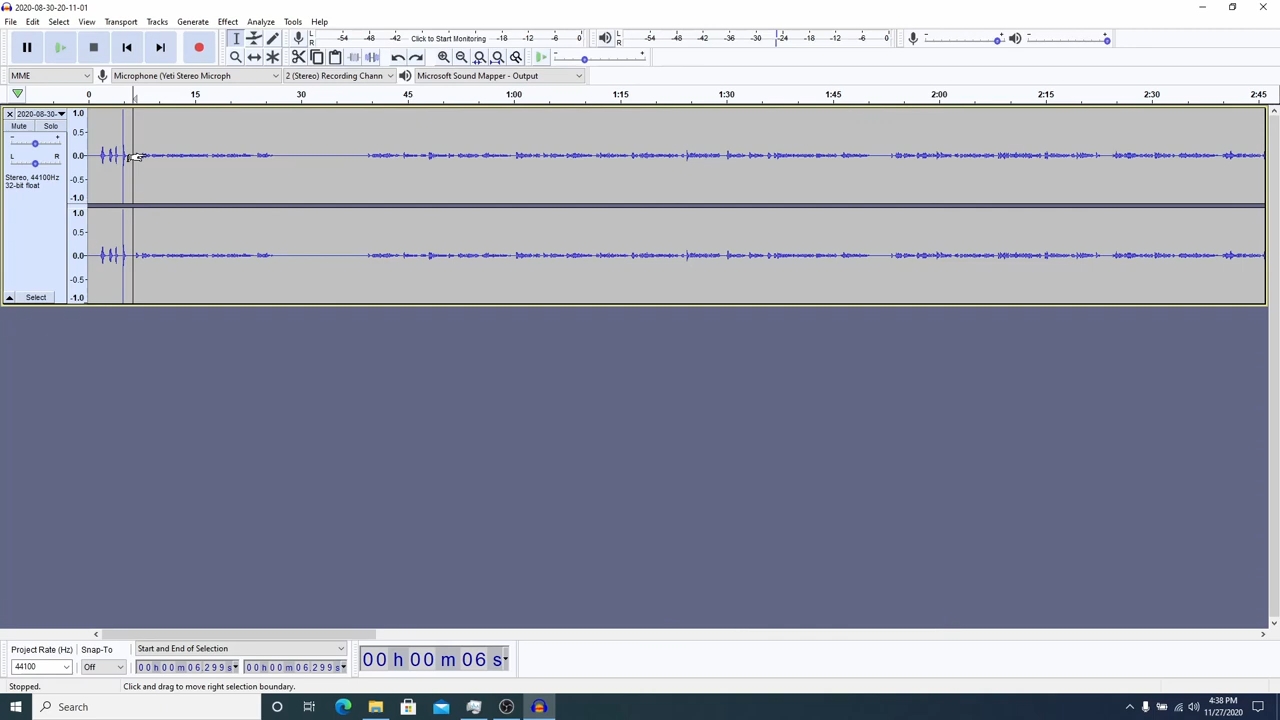 2020-08-30-20-11-01
File Edit Select View Transport Tracks Generate Effect Analyze Tools Help
L R -54 -48 -42 Click to Start Monitoring -18 -12 -6 0 L R -54 -48 -42 -36 -30 -24 -18 -12 -6 0
MME Microphone (Yeti Stereo Microph 2 (Stereo) Recording Chann Microsoft Sound Mapper - Output
0 15 30 45 1:00 1:15 1:30 1:45 2:00 2:15 2:30 2:45
2020-08-30- 1.0
Mute Solo 0.5
- +
L R 0.0
Stereo, 44100Hz -0.5
32-bit float
-1.0
1.0
0.5
0.0
-0.5
Select -1.0
Project Rate (Hz) Snap-To Start and End of Selection
44100 Off 00 h 00 m 06.299 s 00 h 00 m 06.299 s 00 h 00 m 06 s
Stopped. Click and drag to move right selection boundary.
Search 4:38 PM
11/27/2020